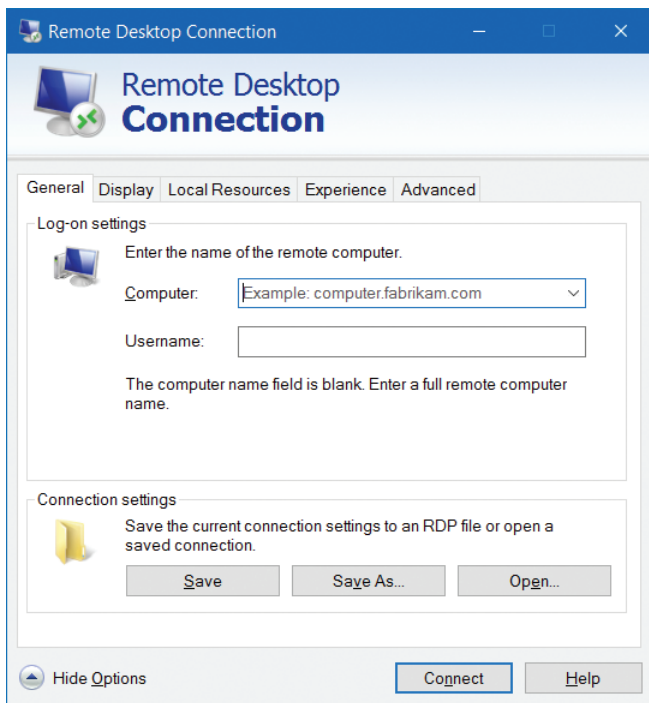 Remote Desktop Connection
Remote Desktop
Connection
General Display Local Resources Experience Advanced
Log-on settings
Enter the name of the remote computer.
Computer: Example: computer.fabrikam.com
Username:
The computer name field is blank. Enter a full remote computer
name.
Connection settings
Save the current connection settings to an RDP file or open a
saved connection.
Save Save As... Open...
Hide Options Connect Help